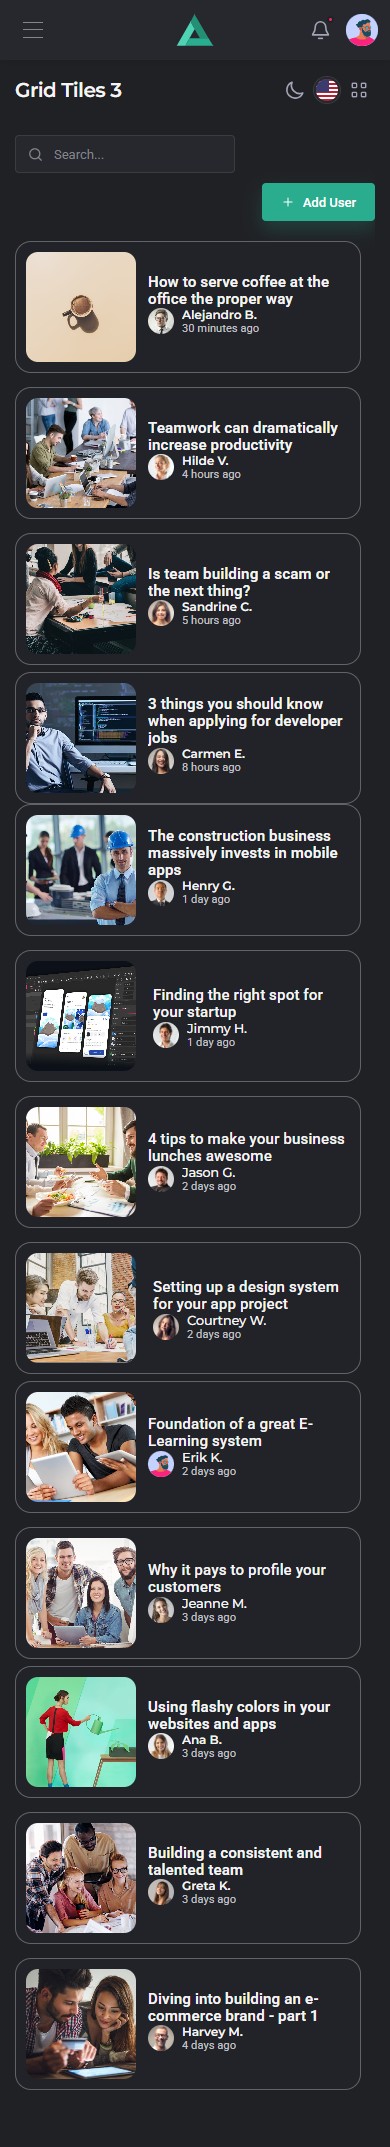 Grid Tiles 3
Search...
Add User
How to serve coffee at the
office the proper way
Alejandro B.
30 minutes ago
Teamwork can dramatically
increase productivity
Hilde V.
4 hours ago
Is team building a scam or
the next thing?
Sandrine C.
5 hours ago
3 things you should know
when applying for developer
jobs
Carmen E.
8 hours ago
The construction business
massively invests in mobile
apps
Henry G.
1 day ago
Finding the right spot for
your startup
Jimmy H.
1 day ago
4 tips to make your business
lunches awesome
Jason G.
2 days ago
Setting up a design system
for your app project
Courtney W.
2 days ago
Foundation of a great E-
Learning system
Erik K.
2 days ago
Why it pays to profile your
customers
Jeanne M.
3 days ago
Using flashy colors in your
websites and apps
Ana B.
3 days ago
Building a consistent and
talented team
Greta K.
3 days ago
Diving into building an e-
commerce brand - part 1
Harvey M.
4 days ago